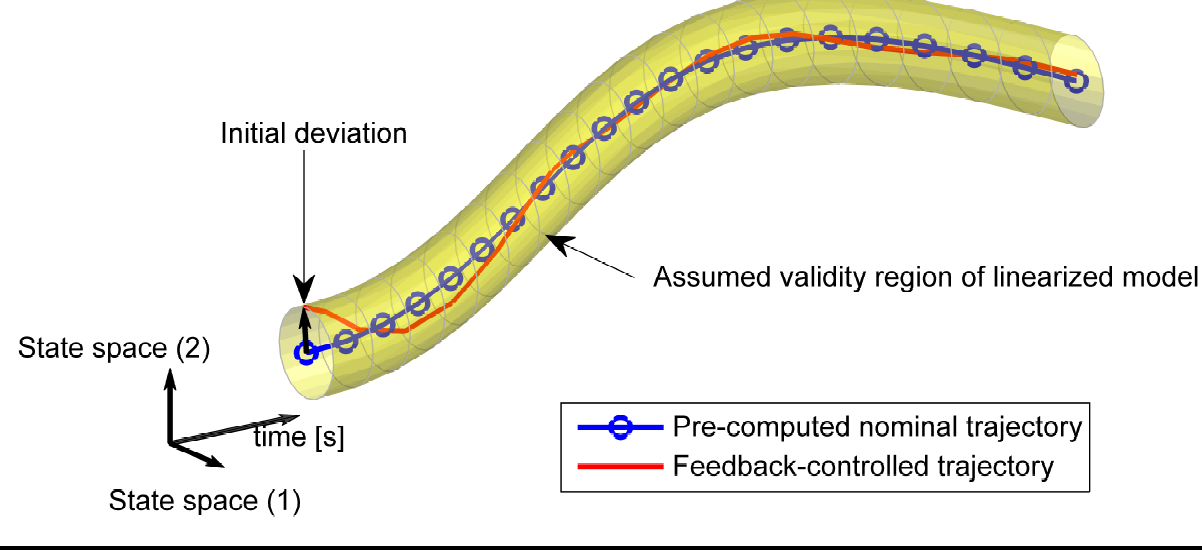 Initial deviation
Assumed validity region of linearized model
State space (2)
time [s]
State space (1)
Pre-computed nominal trajectory
Feedback-controlled trajectory